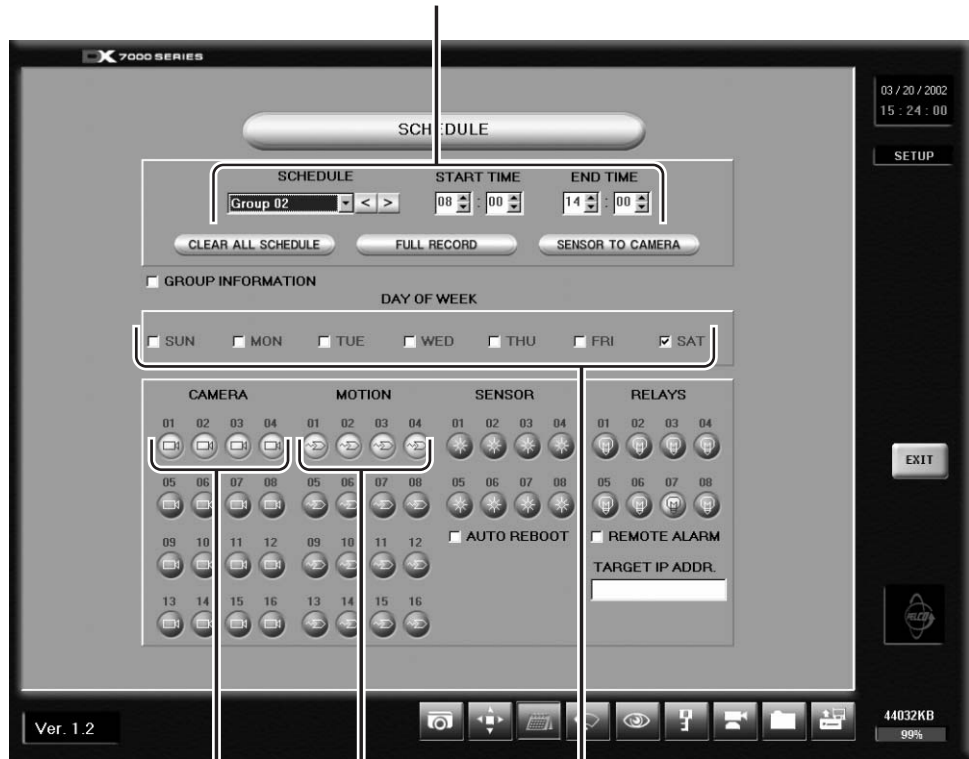 DX 7000 SERIES
03 / 20 / 2002
15 : 24 : 00
SETUP
SCHEDULE
SCHEDULE START TIME END TIME
Group 02 < > 08 : 00 14 : 00
CLEAR ALL SCHEDULE FULL RECORD SENSOR TO CAMERA
GROUP INFORMATION
DAY OF WEEK
SUN MON TUE WED THU FRI SAT
CAMERA MOTION SENSOR RELAYS
01 02 03 04 01 02 03 04 01 02 03 04 01 02 03 04
05 06 07 08 05 06 07 08 05 06 07 08 05 06 07 08
AUTO REBOOT REMOTE ALARM
09 10 11 12 09 10 11 12
TARGET IP ADDR.
13 14 15 16 13 14 15 16
EXIT
PELCO
Ver. 1.2
44032KB
99%